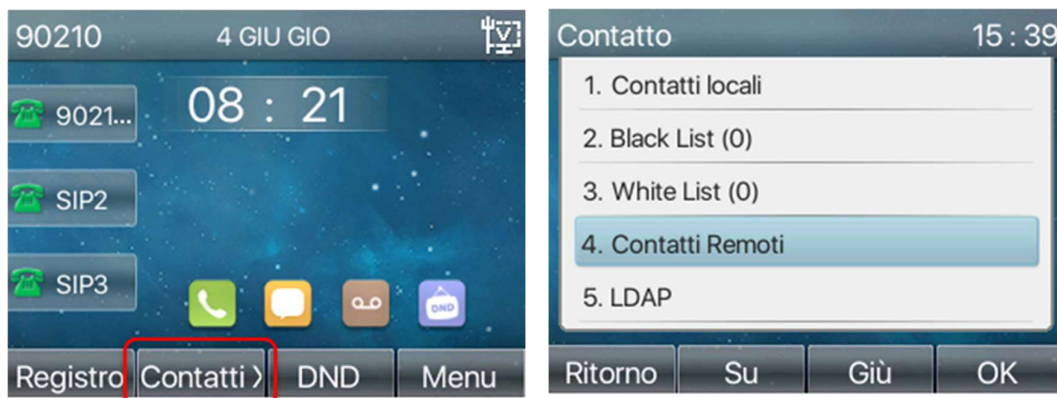 90210 4 GIU GIO
08 : 21
9021...
SIP2
SIP3
DND
Registro Contatti > DND Menu
Contatto 15 : 39
1. Contatti locali
2. Black List (0)
3. White List (0)
4. Contatti Remoti
5. LDAP
Ritorno Su Giù OK